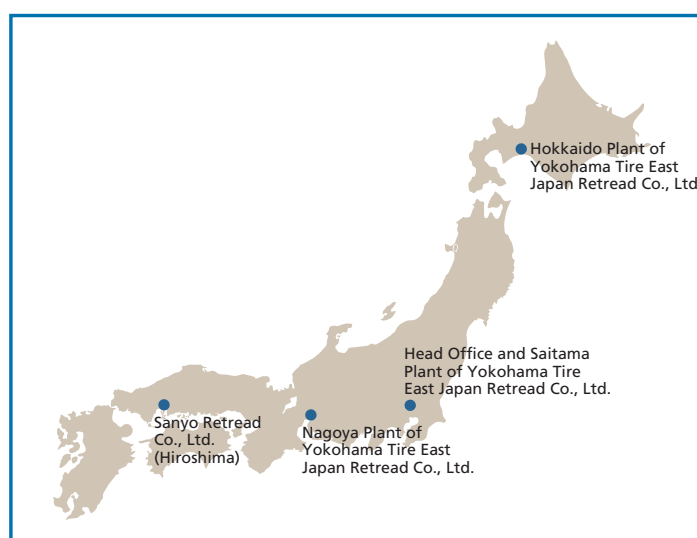 Hokkaido Plant of
Yokohama Tire East
Japan Retread Co., Ltd
Head Office and Saitama
Plant of Yokohama Tire
East Japan Retread Co., Ltd.
Sanyo Retread
Co., Ltd.
(Hiroshima)
Nagoya Plant of
Yokohama Tire East
Japan Retread Co., Ltd.